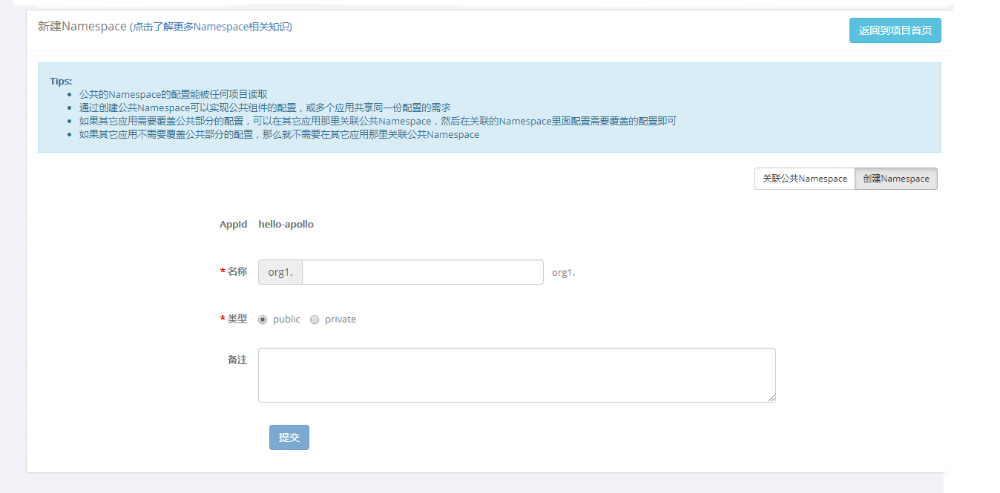 新建Namespace (点击了解更多Namespace相关知识)
返回到项目首页
Tips:
公共的Namespace的配置能被任何项目读取
通过创建公共Namespace可以实现公共组件的配置，或多个应用共享同一份配置的需求
如果其它应用需要覆盖公共部分的配置，可以在其它应用那里关联公共Namespace，然后在关联的Namespace里面配置需要覆盖的配置即可
如果其它应用不需要覆盖公共部分的配置，那么就不需要在其它应用那里关联公共Namespace
关联公共Namespace 创建Namespace
AppId hello-apollo
* 名称 org1. org1.
* 类型 public private
备注
提交